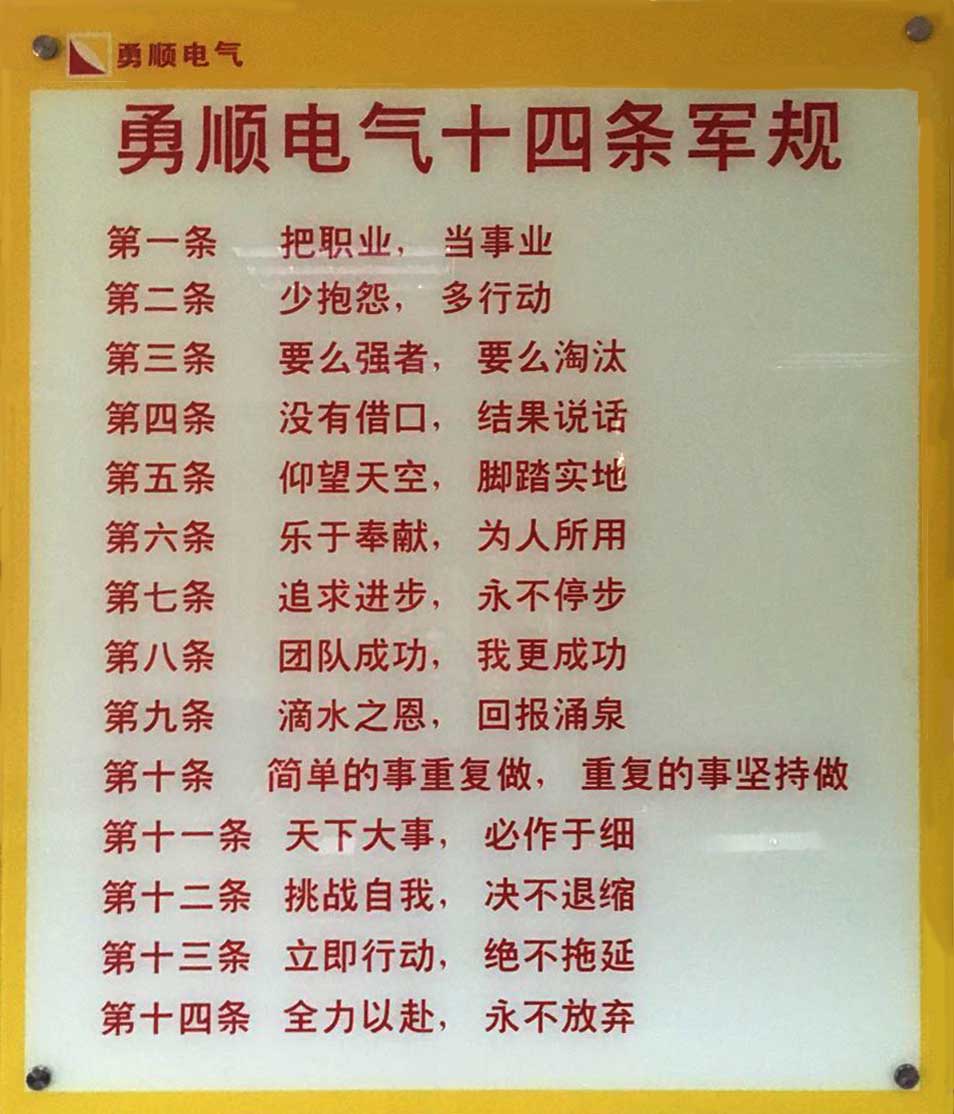 勇顺电气
勇顺电气十四条军规
第一条 把职业，当事业
第二条 少抱怨，多行动
第三条 要么强者，要么淘汰
第四条 没有借口，结果说话
第五条 仰望天空，脚踏实地
第六条 乐于奉献，为人所用
第七条 追求进步，永不停步
第八条 团队成功，我更成功
第九条 滴水之恩，回报涌泉
第十条 简单的事重复做，重复的事坚持做
第十一条 天下大事，必作于细
第十二条 挑战自我，决不退缩
第十三条 立即行动，绝不拖延
第十四条 全力以赴，永不放弃